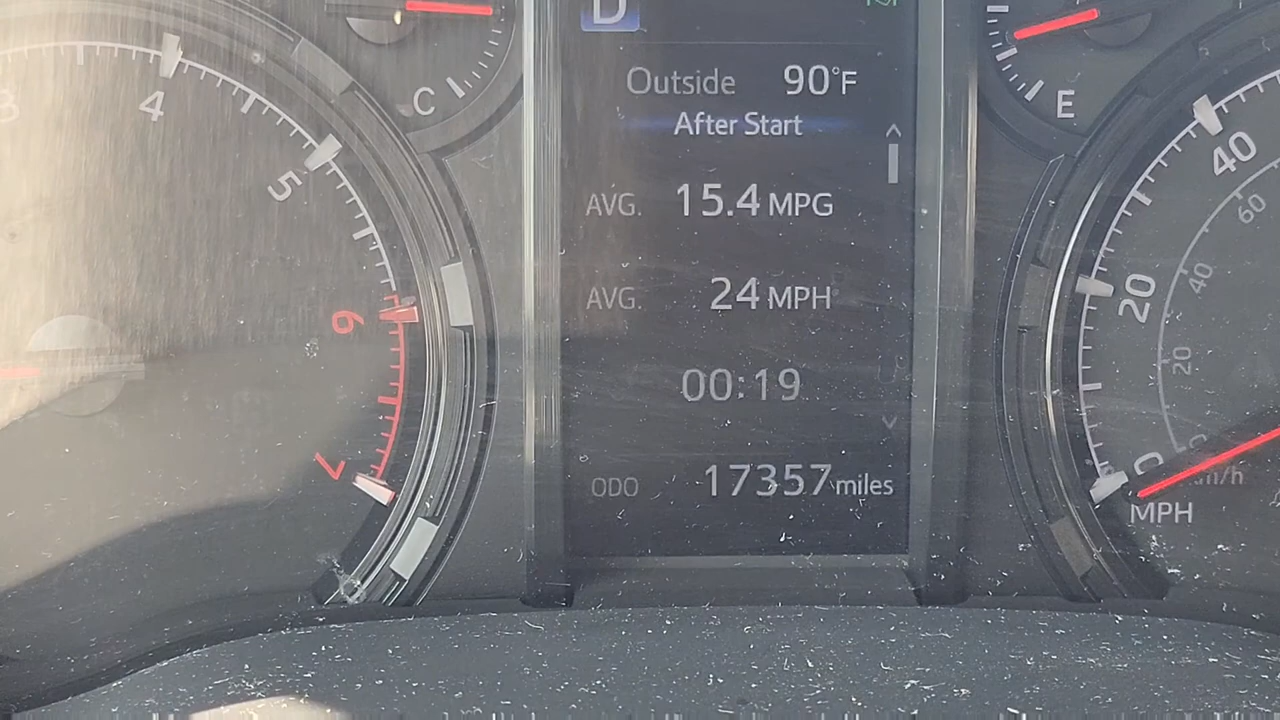 D
Outside 90°F
After Start
AVG. 15.4 MPG
AVG. 24 MPH
00:19
ODO 17357 miles
4
5
6
7
C
E
40
20
0
MPH
60
40
20